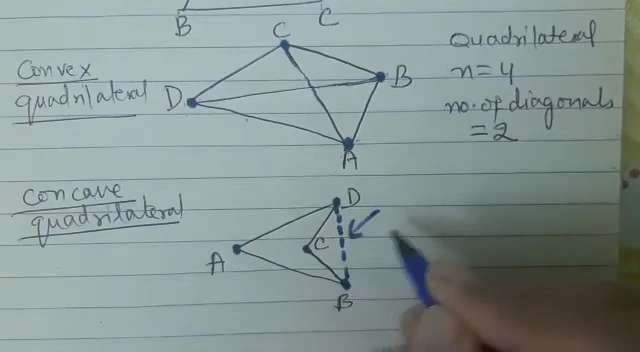 B C
C
Convex
quadrilateral
D
B
A
Quadrilateral
n=4
no. of diagonals
=2
Concave
quadrilateral
D
A
C
B